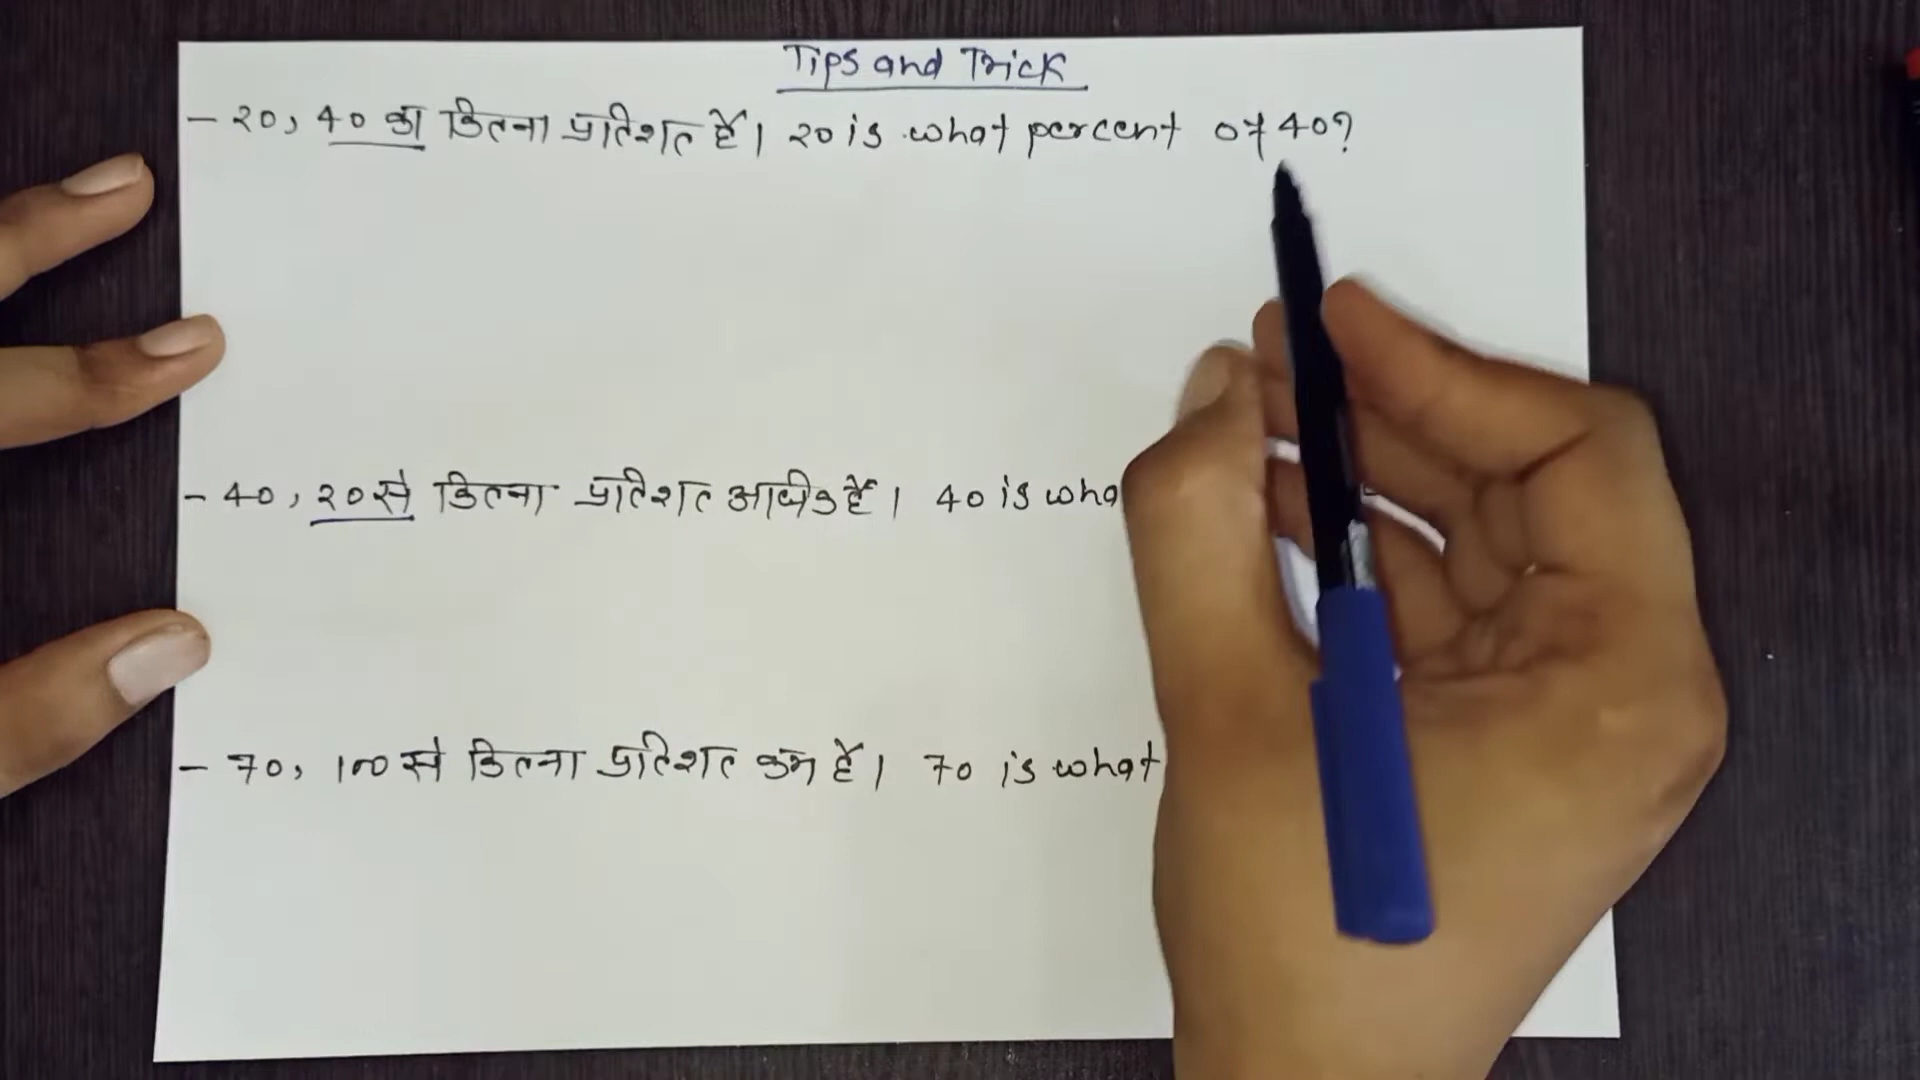 Tips and Trick
- 20, 40 का कितना प्रतिशत हैं। 20 is what percent of 40?
- 40, 20 से कितना प्रतिशत अधिक हैं। 40 is wha
- 70, 100 से कितना प्रतिशत कम हैं। 70 is what